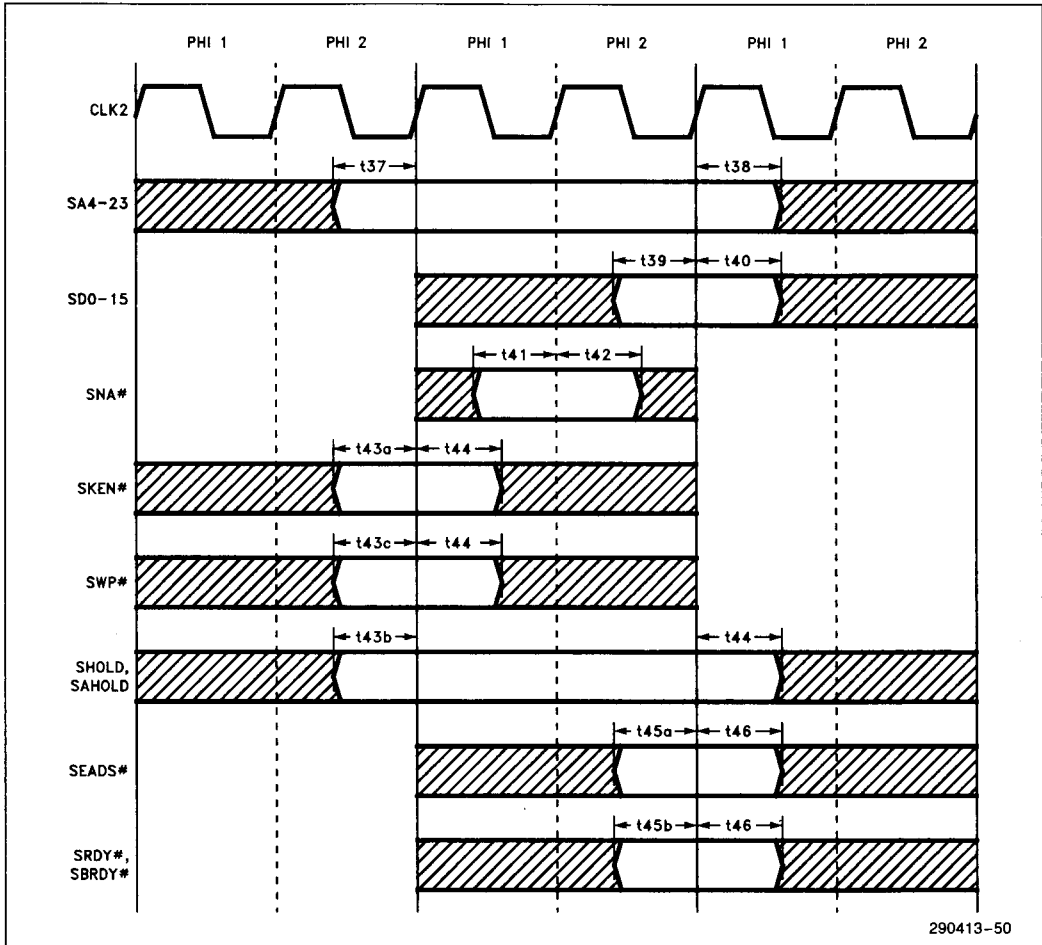 PHI 1 PHI 2 PHI 1 PHI 2 PHI 1 PHI 2
CLK2
t37 t38
SA4-23
t39 t40
SD0-15
t41 t42
SNA#
t43a t44
SKEN#
t43c t44
SWP#
t43b t44
SHOLD,
SAHOLD
t45a t46
SEADS#
t45b t46
SRDY#,
SBRDY#
290413-50